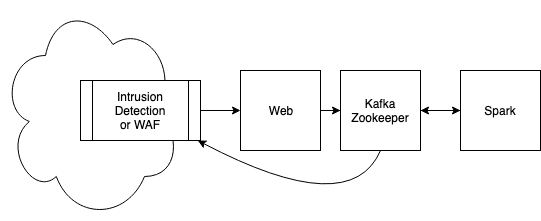 Intrusion
Detection
or WAF
Web
Kafka
Zookeeper
Spark